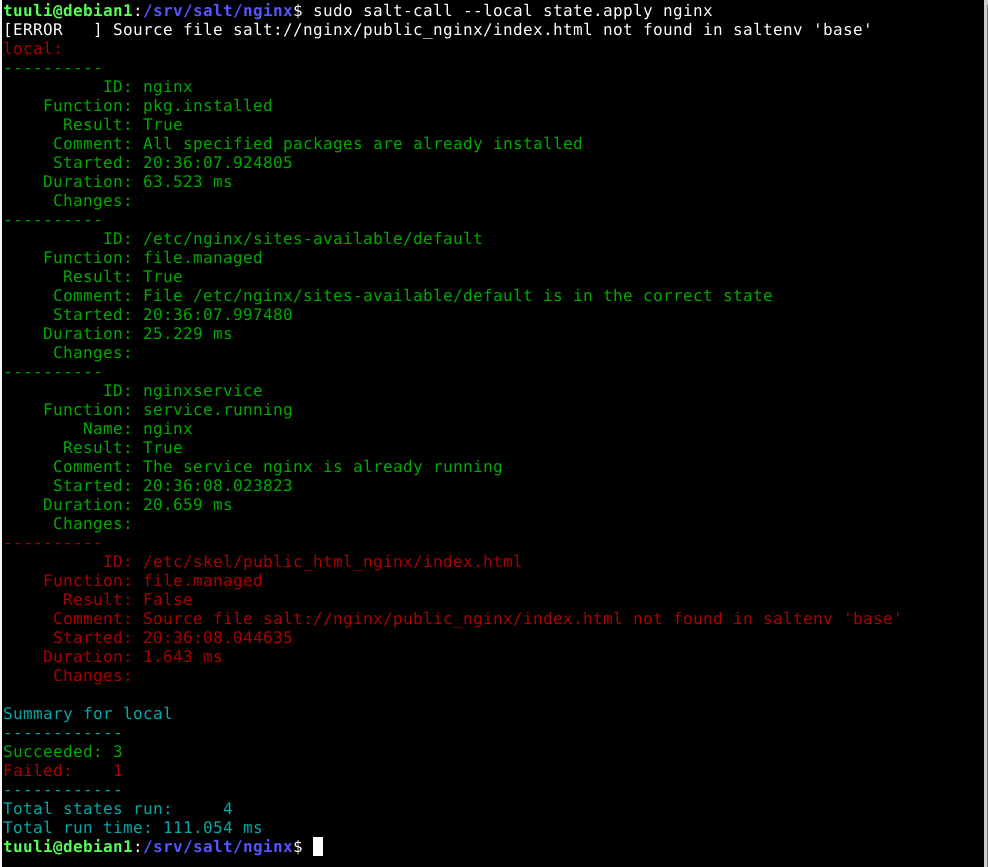 tuuli@debian1:/srv/salt/nginx$ sudo salt-call --local state.apply nginx
[ERROR   ] Source file salt://nginx/public_nginx/index.html not found in saltenv 'base'
local:
----------
          ID: nginx
    Function: pkg.installed
      Result: True
     Comment: All specified packages are already installed
     Started: 20:36:07.924805
    Duration: 63.523 ms
     Changes:
----------
          ID: /etc/nginx/sites-available/default
    Function: file.managed
      Result: True
     Comment: File /etc/nginx/sites-available/default is in the correct state
     Started: 20:36:07.997480
    Duration: 25.229 ms
     Changes:
----------
          ID: nginxservice
    Function: service.running
        Name: nginx
      Result: True
     Comment: The service nginx is already running
     Started: 20:36:08.023823
    Duration: 20.659 ms
     Changes:
----------
          ID: /etc/skel/public_html_nginx/index.html
    Function: file.managed
      Result: False
     Comment: Source file salt://nginx/public_nginx/index.html not found in saltenv 'base'
     Started: 20:36:08.044635
    Duration: 1.643 ms
     Changes:

Summary for local
------------
Succeeded: 3
Failed:    1
------------
Total states run:     4
Total run time: 111.054 ms
tuuli@debian1:/srv/salt/nginx$